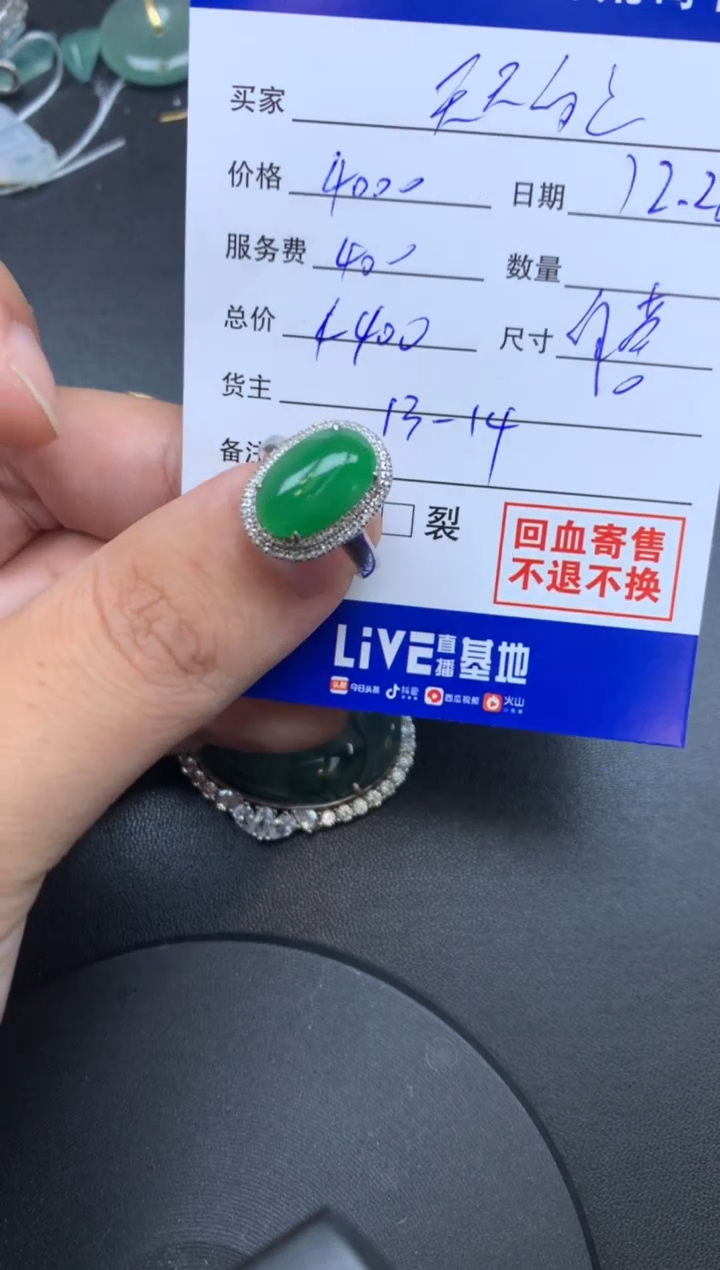 买家
价格 4000 日期 12.2
服务费 400 数量
总价 4400 尺寸
货主
13-14
备注
裂
回血寄售
不退不换
LiVE直播基地
今日头条 抖音 西瓜视频 火山